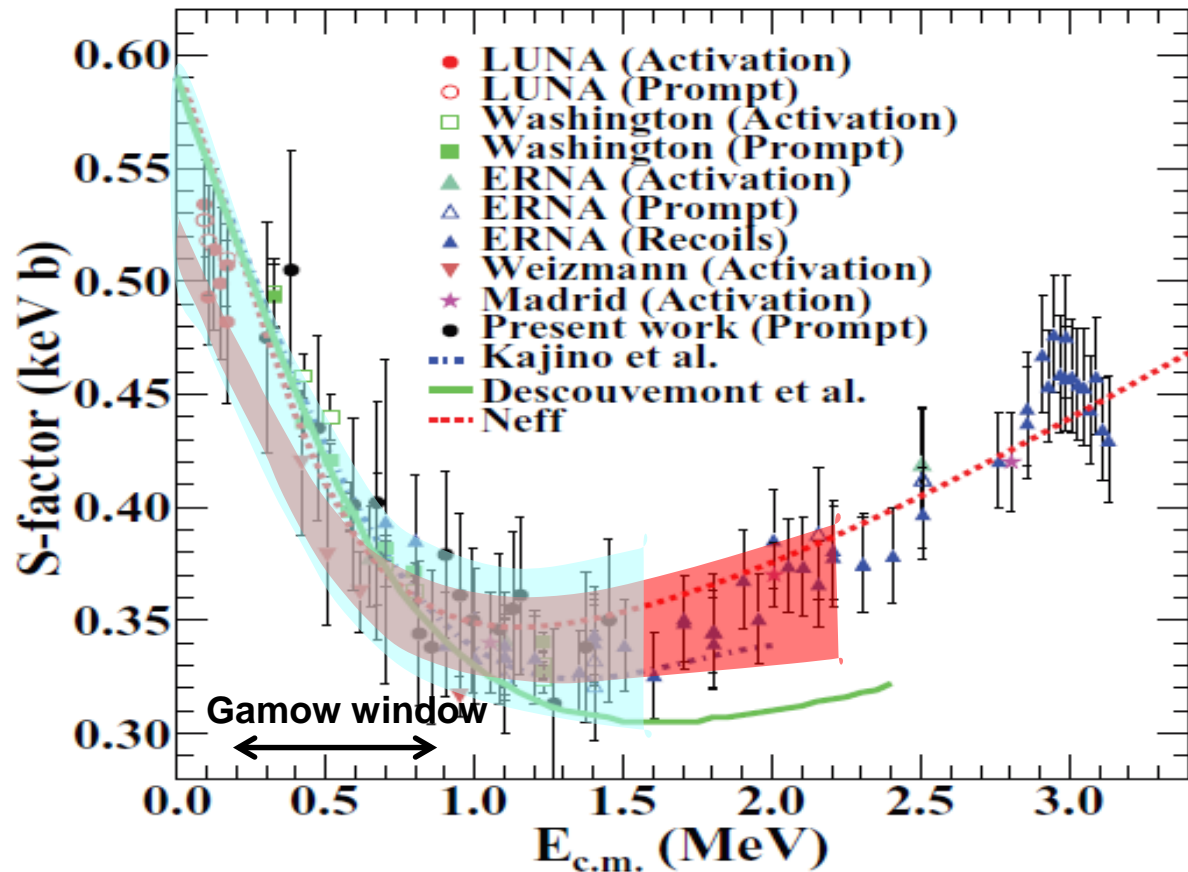 0.60
0.55
0.50
0.45
0.40
0.35
0.30
S-factor (keV b)
LUNA (Activation)
LUNA (Prompt)
Washington (Activation)
Washington (Prompt)
ERNA (Activation)
ERNA (Prompt)
ERNA (Recoils)
Weizmann (Activation)
Madrid (Activation)
Present work (Prompt)
Kajino et al.
Descouvemont et al.
Neff
Gamow window
0.0 0.5 1.0 1.5 2.0 2.5 3.0
E_c.m. (MeV)